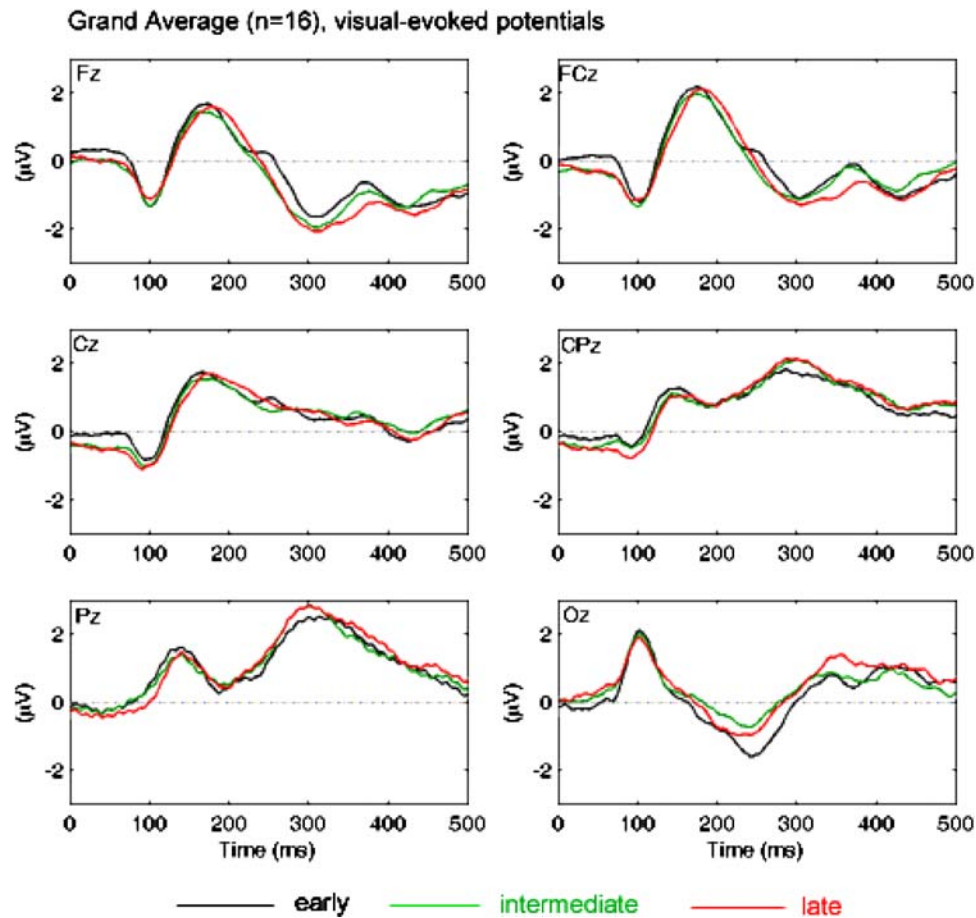 Grand Average (n=16), visual-evoked potentials
Fz
(µV)
2
0
-2
0 100 200 300 400 500
FCz
(µV)
2
0
-2
0 100 200 300 400 500
Cz
(µV)
2
0
-2
0 100 200 300 400 500
CPz
(µV)
2
0
-2
0 100 200 300 400 500
Pz
(µV)
2
0
-2
0 100 200 300 400 500
Time (ms)
Oz
(µV)
2
0
-2
0 100 200 300 400 500
Time (ms)
early intermediate late